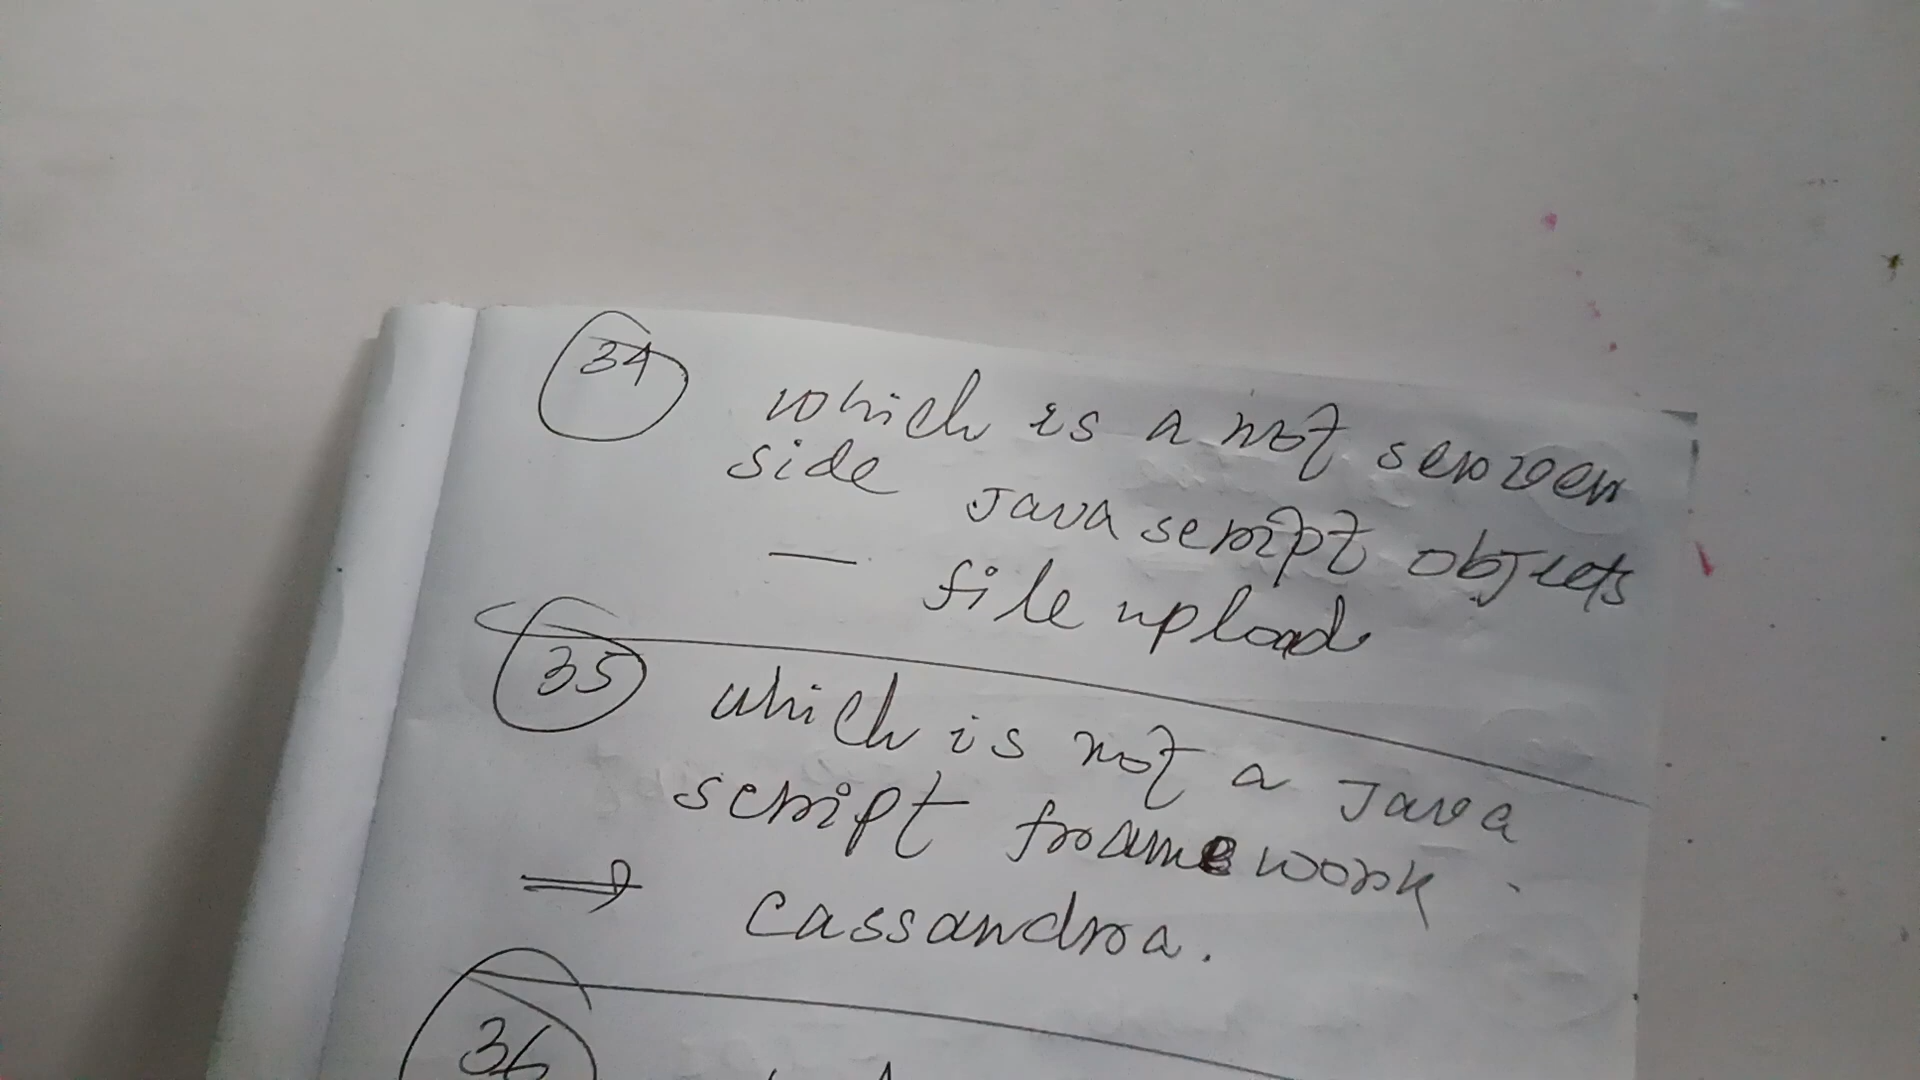 34
which is a not server
side Java script objects
— file upload
35
which is not a Java
script framework.
⇒ cassandra.
36